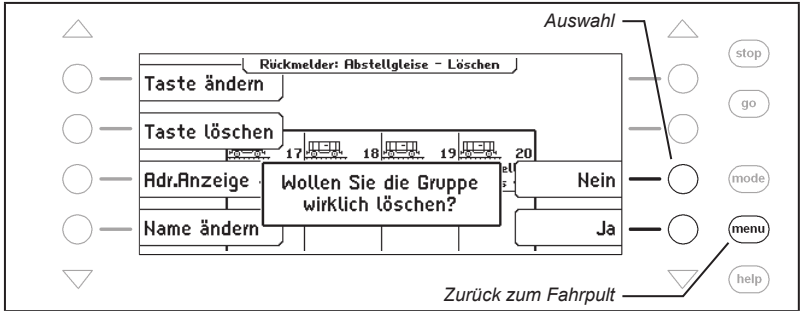 Auswahl
stop
Rückmelder: Abstellgleise - Löschen
Taste ändern
go
Taste löschen
17 18 19 20
Adr.Anzeige
Wollen Sie die Gruppe
wirklich löschen?
Nein
mode
Name ändern
Ja
menu
help
Zurück zum Fahrpult